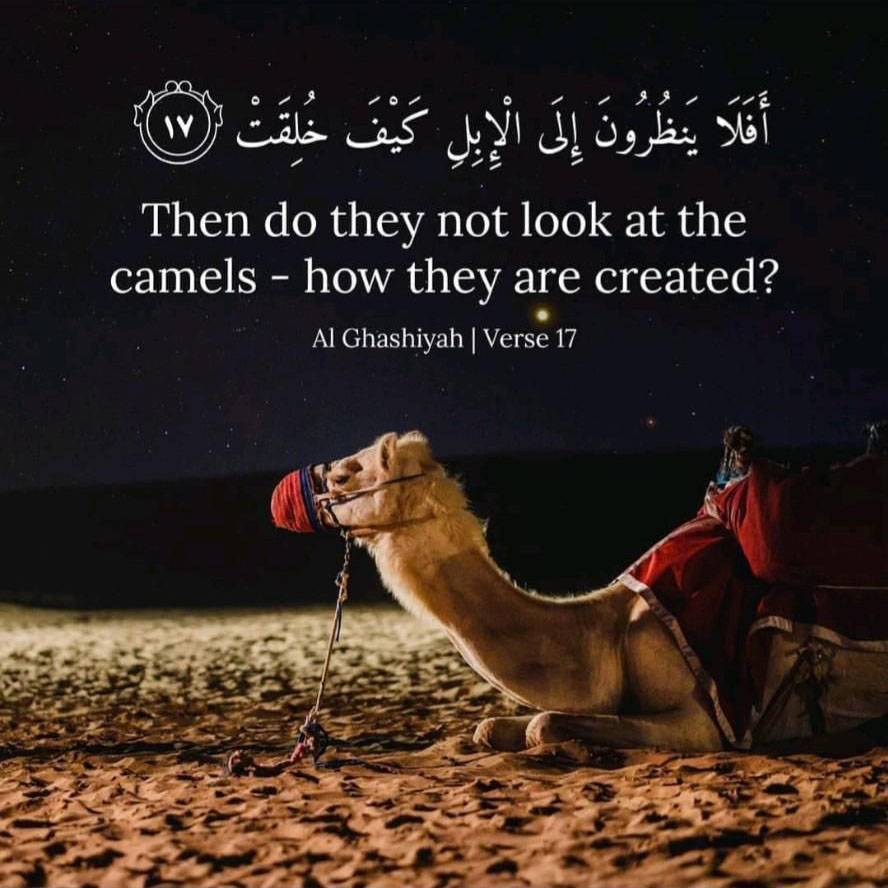 أَفَلَا يَنظُرُونَ إِلَى الْإِبِلِ كَيْفَ خُلِقَتْ ١٧
Then do they not look at the
camels - how they are created?
Al Ghashiyah | Verse 17